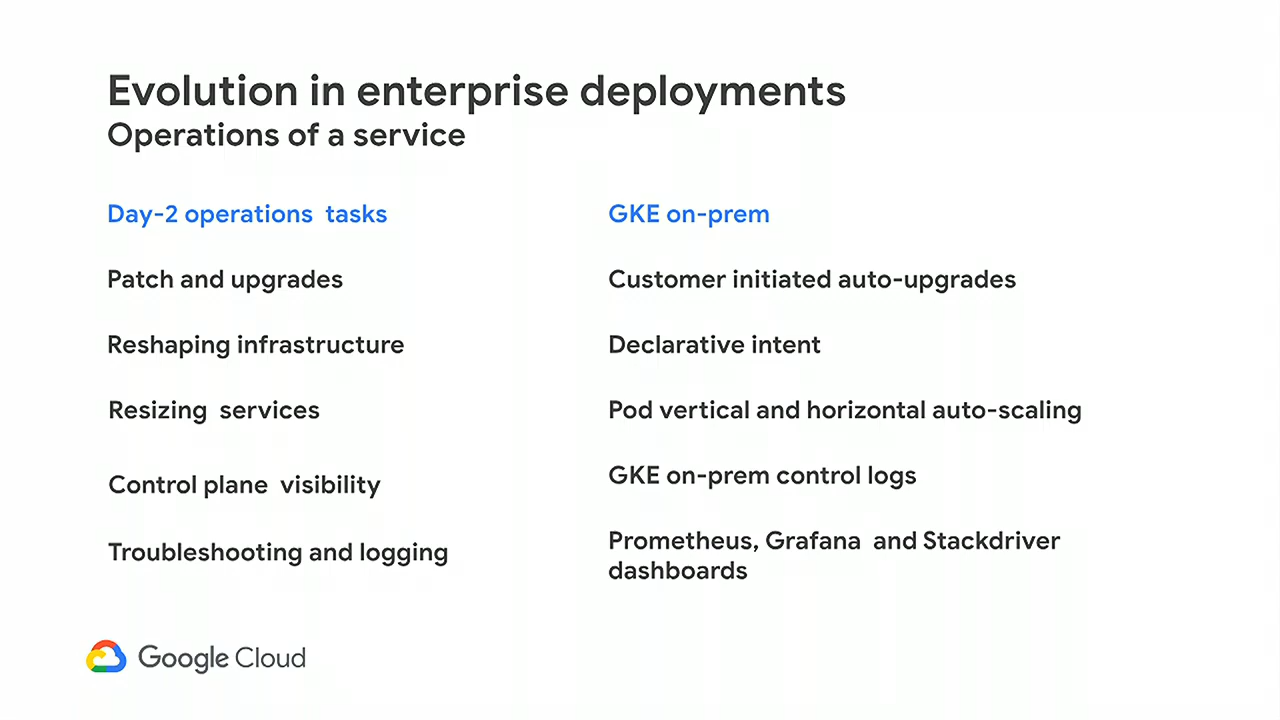 Evolution in enterprise deployments
Operations of a service
Day-2 operations tasks
GKE on-prem
Patch and upgrades
Customer initiated auto-upgrades
Reshaping infrastructure
Declarative intent
Resizing services
Pod vertical and horizontal auto-scaling
Control plane visibility
GKE on-prem control logs
Troubleshooting and logging
Prometheus, Grafana and Stackdriver
dashboards
Google Cloud